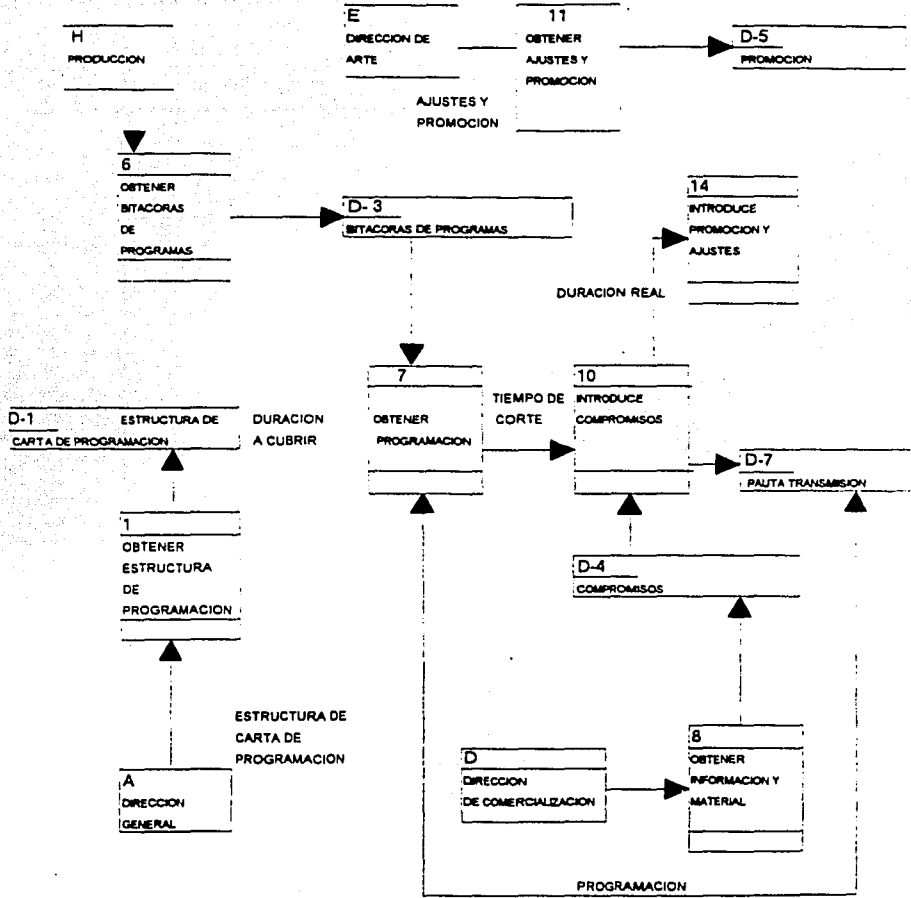 H
PRODUCCION
E
DIRECCION DE
ARTE
11
OBTENER
AJUSTES Y
PROMOCION
D-5
PROMOCION
AJUSTES Y
PROMOCION
6
OBTENER
BITACORAS
DE
PROGRAMAS
D- 3
BITACORAS DE PROGRAMAS
14
INTRODUCE
PROMOCION Y
AJUSTES
DURACION REAL
7
OBTENER
PROGRAMACION
TIEMPO DE
CORTE
10
INTRODUCE
COMPROMISOS
D-1 ESTRUCTURA DE
CARTA DE PROGRAMACION
DURACION
A CUBRIR
D-7
PAUTA TRANSMISION
1
OBTENER
ESTRUCTURA
DE
PROGRAMACION
D-4
COMPROMISOS
ESTRUCTURA DE
CARTA DE
PROGRAMACION
A
DIRECCION
GENERAL
D
DIRECCION
DE COMERCIALIZACION
8
OBTENER
INFORMACION Y
MATERIAL
PROGRAMACION